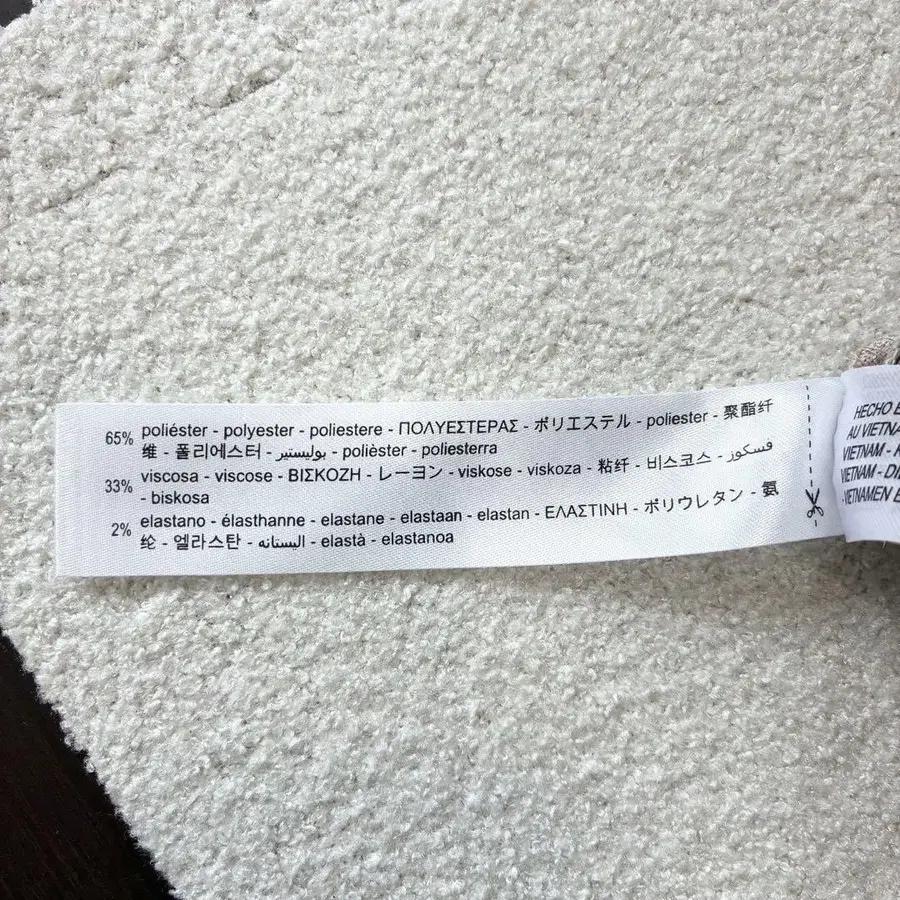 65% poliéster - polyester - poliestere - ΠΟΛΥΕΣΤΕΡΑΣ - ポリエステル - poliester - 聚酯纤
维 - 폴리에스터 - بوليستير - polièster - poliesterra
33% viscosa - viscose - ΒΙΣΚΟΖΗ - レーヨン - viskose - viskoza - 粘纤 - 비스코스 - فسكوز
- biskosa
2% elastano - élasthanne - elastane - elastaan - elastan - ΕΛΑΣΤΙΝΗ - ポリウレタン - 氨
纶 - 엘라스탄 - اليستانه - elastà - elastanoa
HECHO E
AU VIETNA
VIETNAM -
VIETNAM - DI
- VIETNAMEN